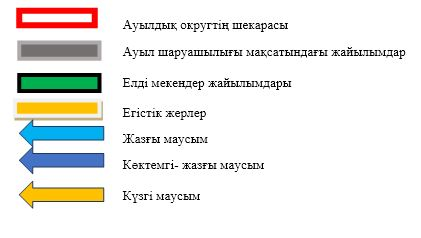 Ауылдық округтің шекарасы
Ауыл шаруашылығы мақсатындағы жайылымдар
Елді мекендер жайылымдары
Егістік жерлер
Жазғы маусым
Көктемгі- жазғы маусым
Күзгі маусым